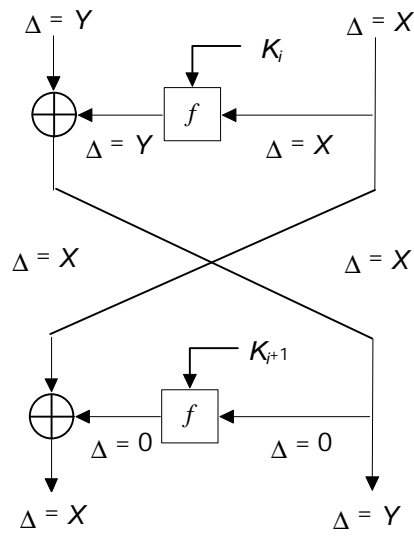 Δ = Y Δ = X
K_i
f
Δ = Y Δ = X
Δ = X Δ = X
K_{i+1}
f
Δ = 0 Δ = 0
Δ = X Δ = Y